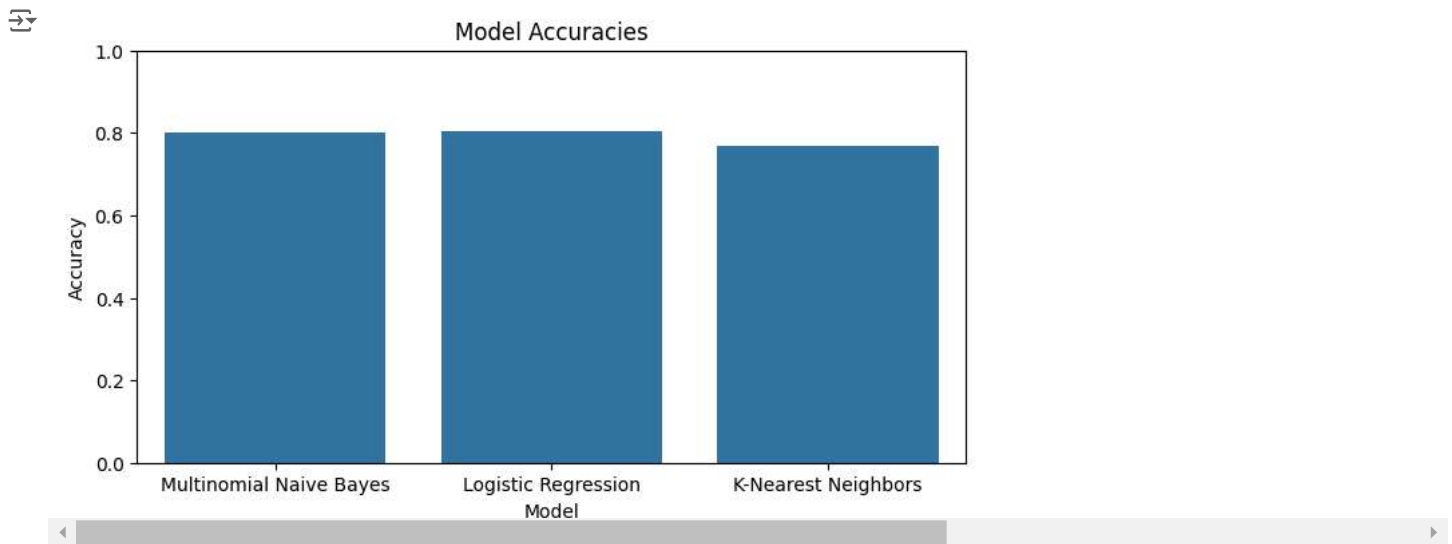 Model Accuracies
1.0
0.8
0.6
0.4
0.2
0.0
Accuracy
Multinomial Naive Bayes
Logistic Regression
K-Nearest Neighbors
Model